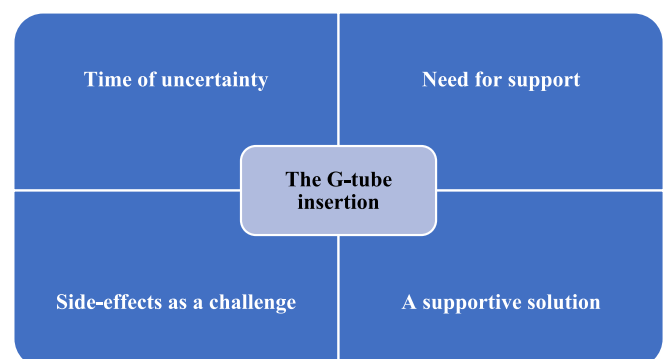 Time of uncertainty
Need for support
The G-tube
insertion
Side-effects as a challenge
A supportive solution